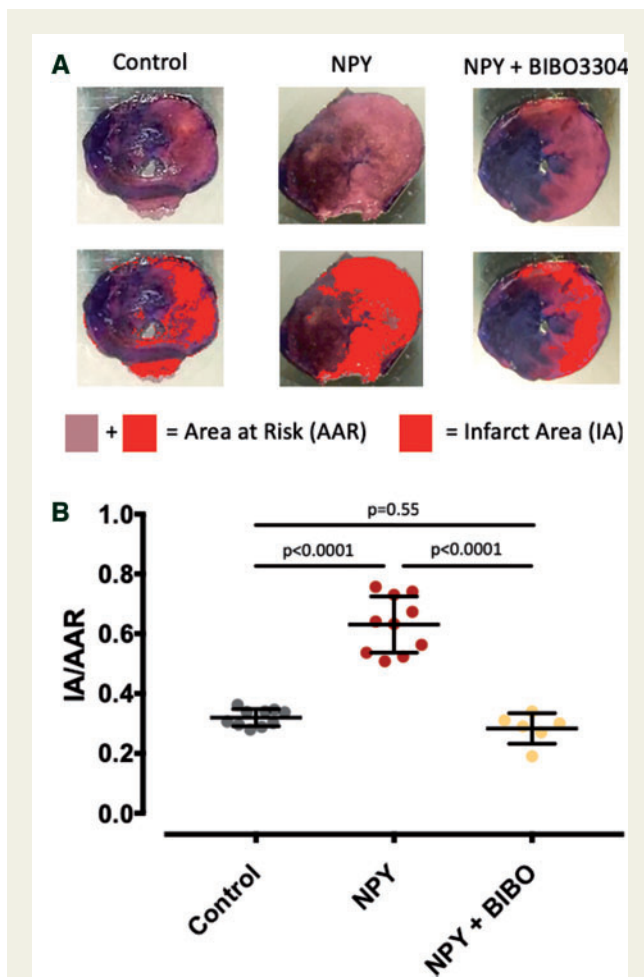 A
Control
NPY
NPY + BIBO3304
+ = Area at Risk (AAR)
= Infarct Area (IA)
B
p=0.55
p<0.0001
p<0.0001
1.0
0.8
0.6
0.4
0.2
0.0
IA/AAR
Control
NPY
NPY + BIBO